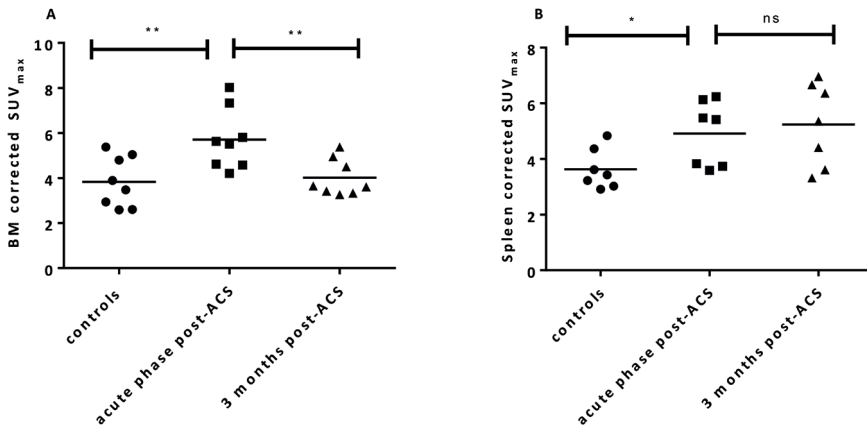 A
** **
BM corrected SUVmax
10
8
6
4
2
0
controls
acute phase post-ACS
3 months post-ACS
B
* ns
Spleen corrected SUVmax
8
6
4
2
0
controls
acute phase post-ACS
3 months post-ACS